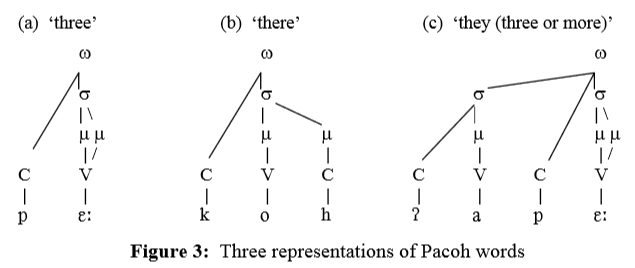 (a) ‘three’ (b) ‘there’ (c) ‘they (three or more)’
ω ω ω
σ σ σ σ
μ μ μ μ μ μ μ
C V C V C C V C V
p ɛ: k o h ʔ a p ɛ:
Figure 3: Three representations of Pacoh words